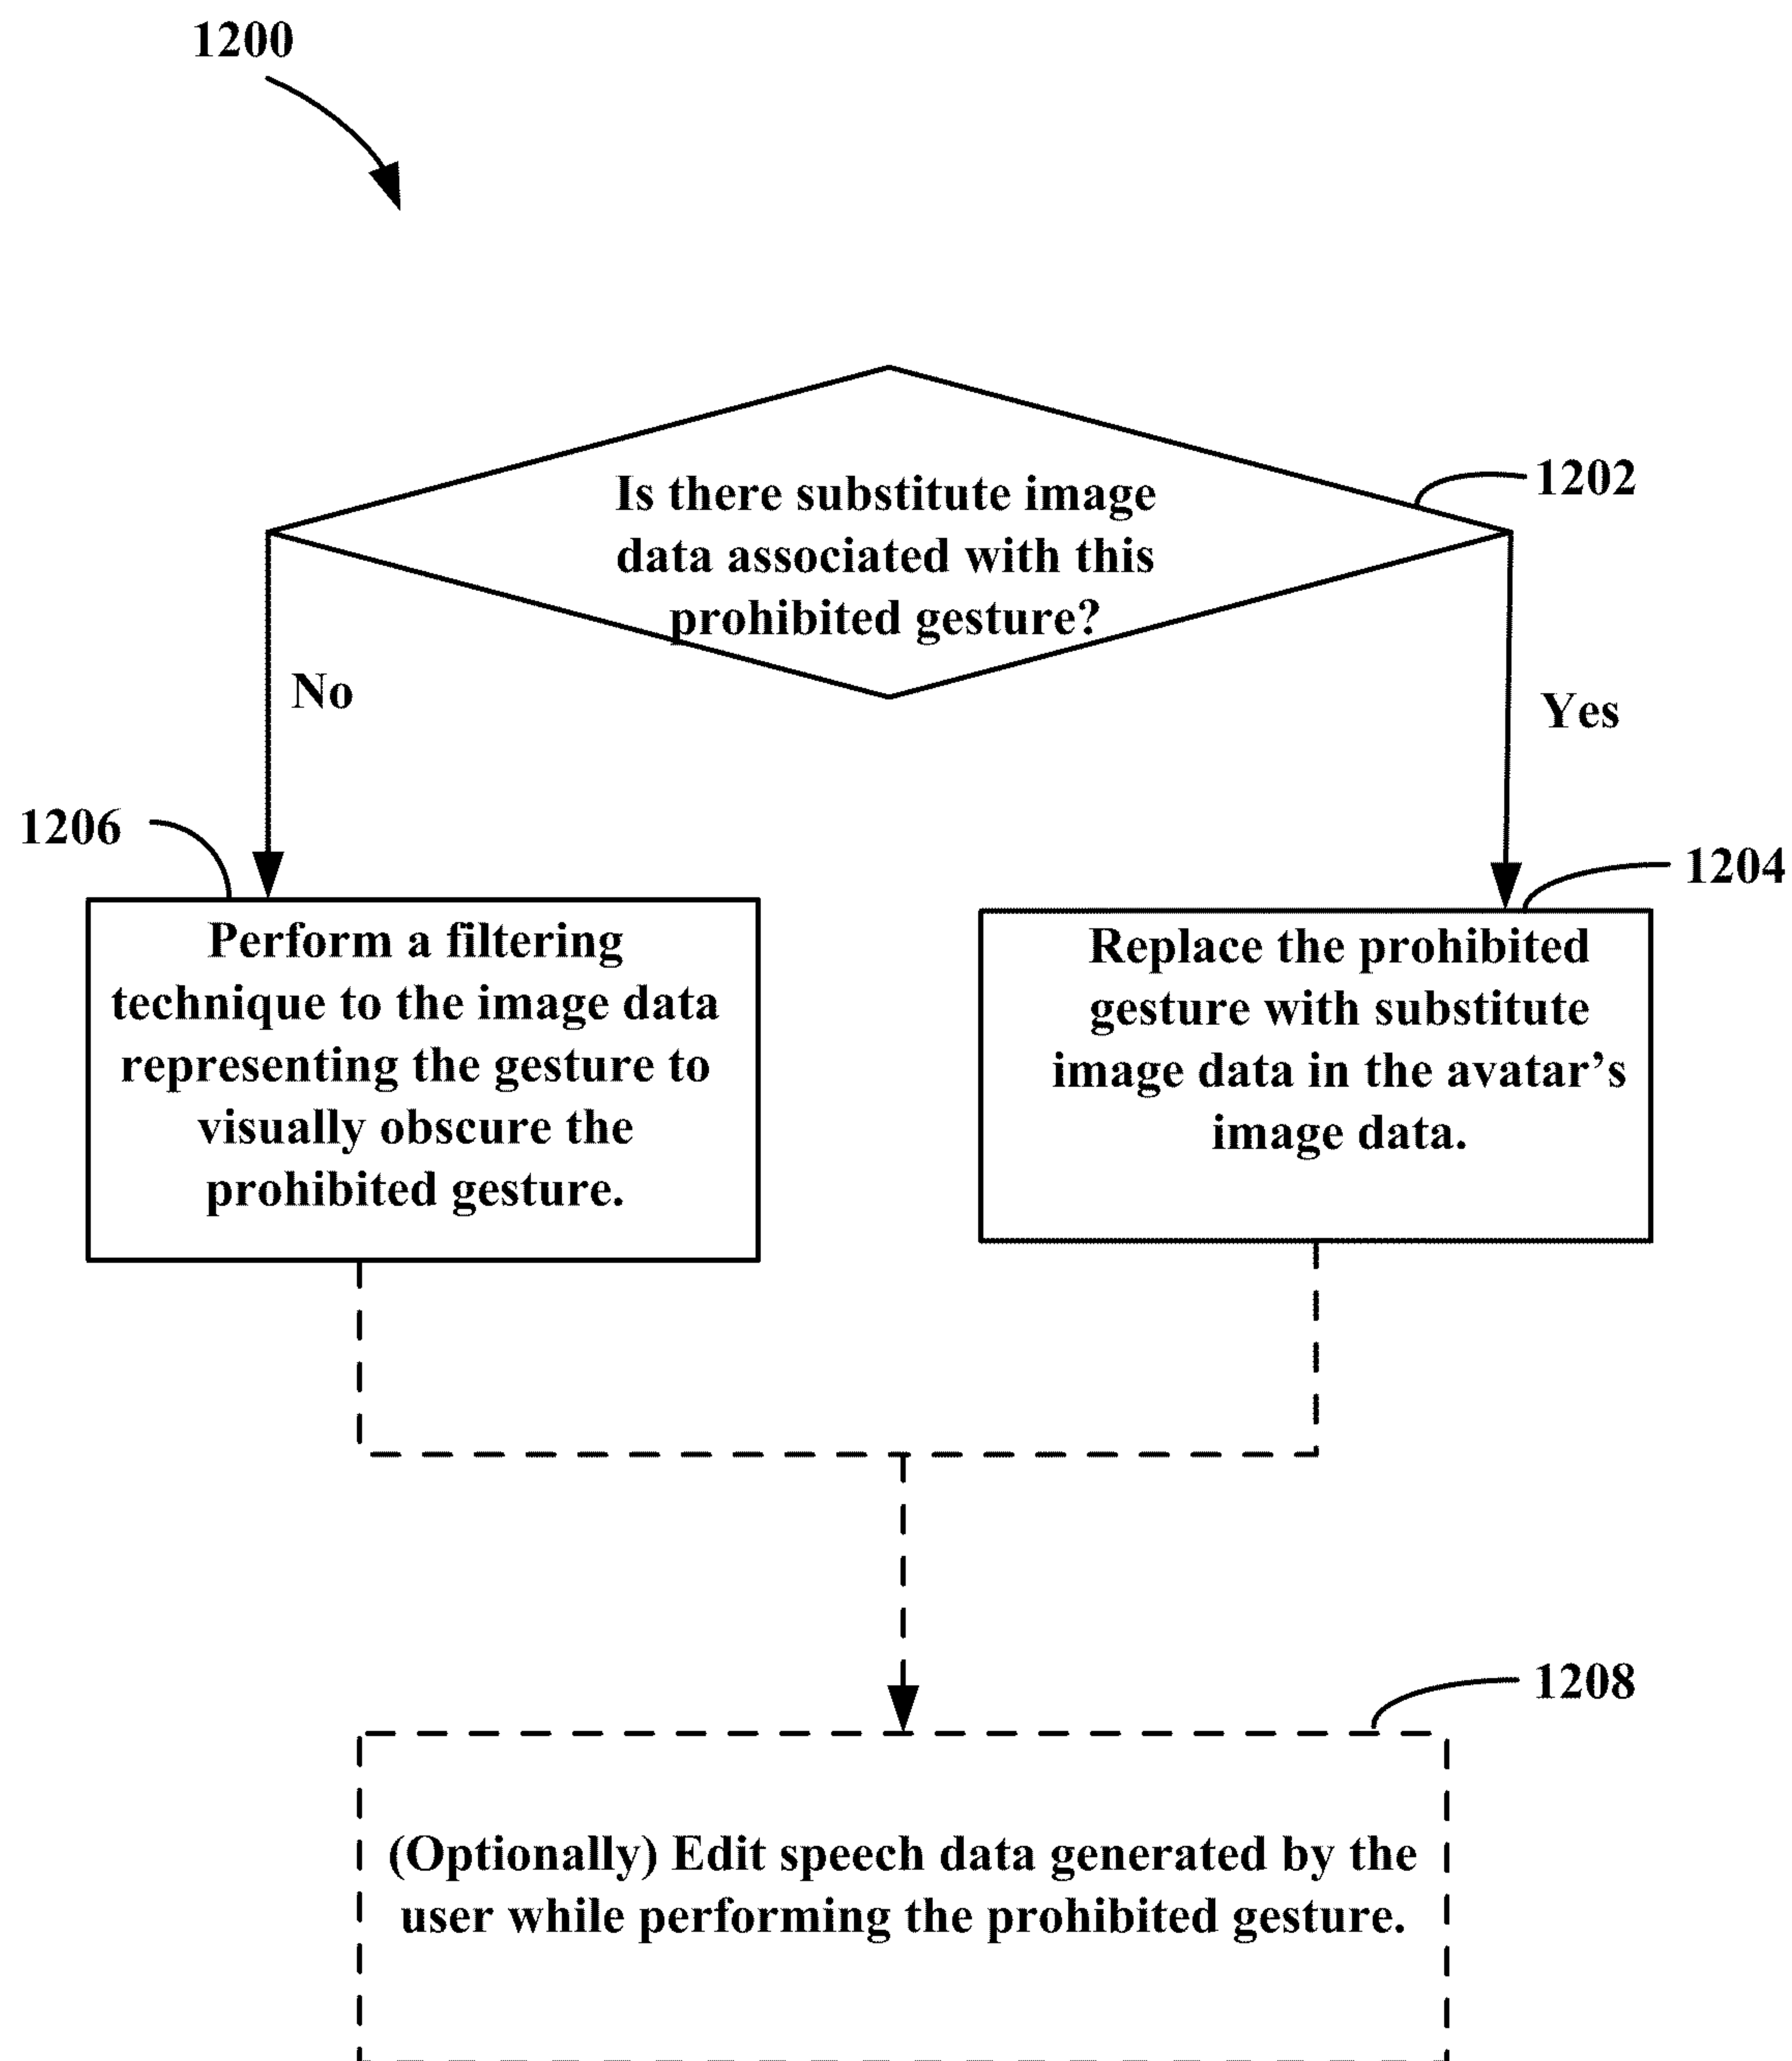 1200
Is there substitute image
data associated with this
prohibited gesture?
1202
No
Yes
1206
1204
Perform a filtering
technique to the image data
representing the gesture to
visually obscure the
prohibited gesture.
Replace the prohibited
gesture with substitute
image data in the avatar’s
image data.
1208
(Optionally) Edit speech data generated by the
user while performing the prohibited gesture.